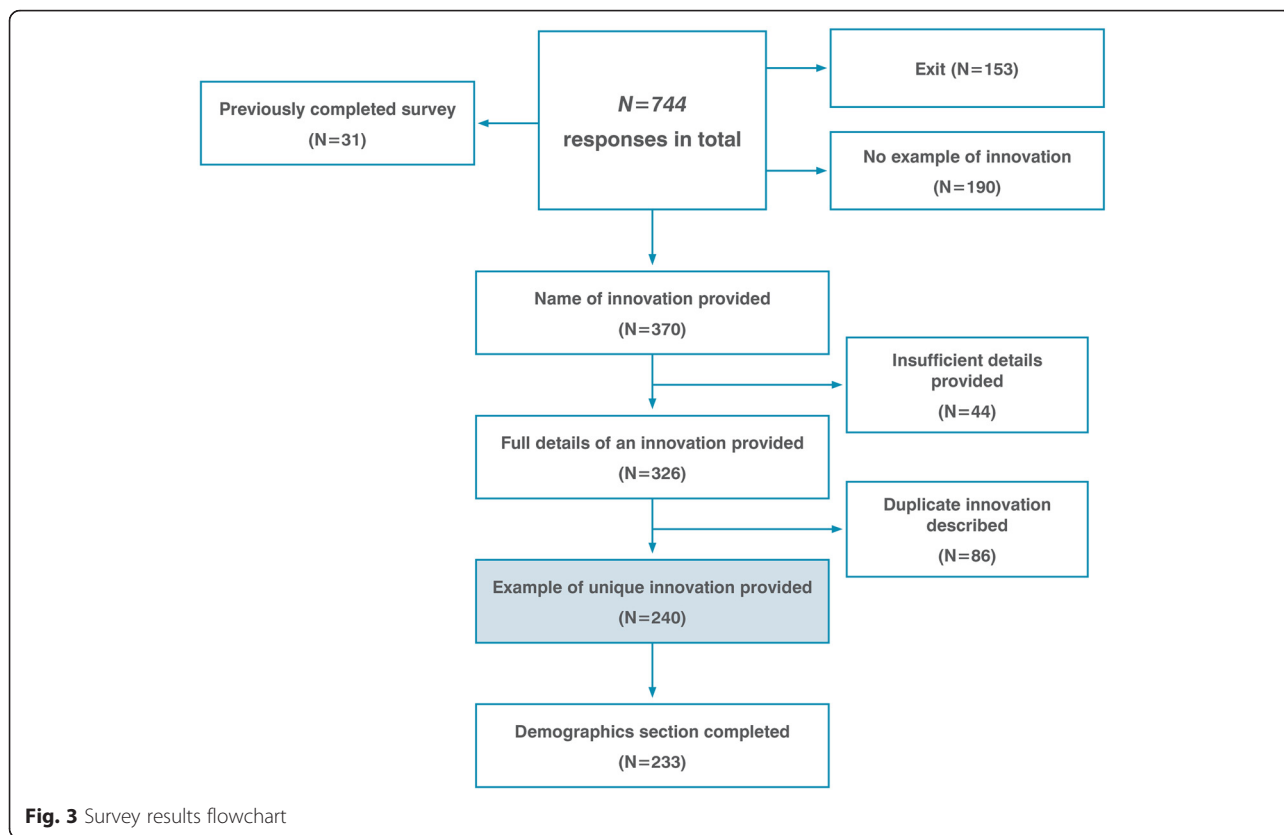 N=744
responses in total
Exit (N=153)
Previously completed survey
(N=31)
No example of innovation
(N=190)
Name of innovation provided
(N=370)
Insufficient details
provided
(N=44)
Full details of an innovation provided
(N=326)
Duplicate innovation
described
(N=86)
Example of unique innovation provided
(N=240)
Demographics section completed
(N=233)
Fig. 3 Survey results flowchart